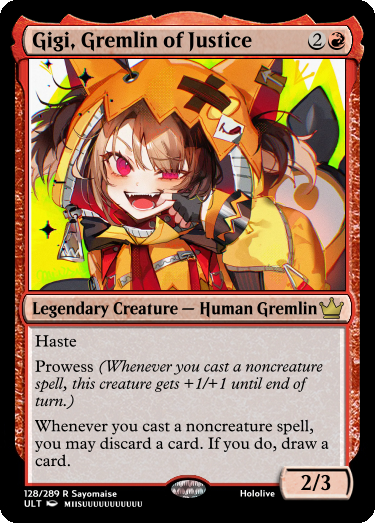 Gigi, Gremlin of Justice 2
Legendary Creature — Human Gremlin
Haste
Prowess (Whenever you cast a noncreature
spell, this creature gets +1/+1 until end of
turn.)
Whenever you cast a noncreature spell,
you may discard a card. If you do, draw a
card.
2/3
128/289 R Sayomaise
Hololive
ULT MIISUUUUUUUUUUU